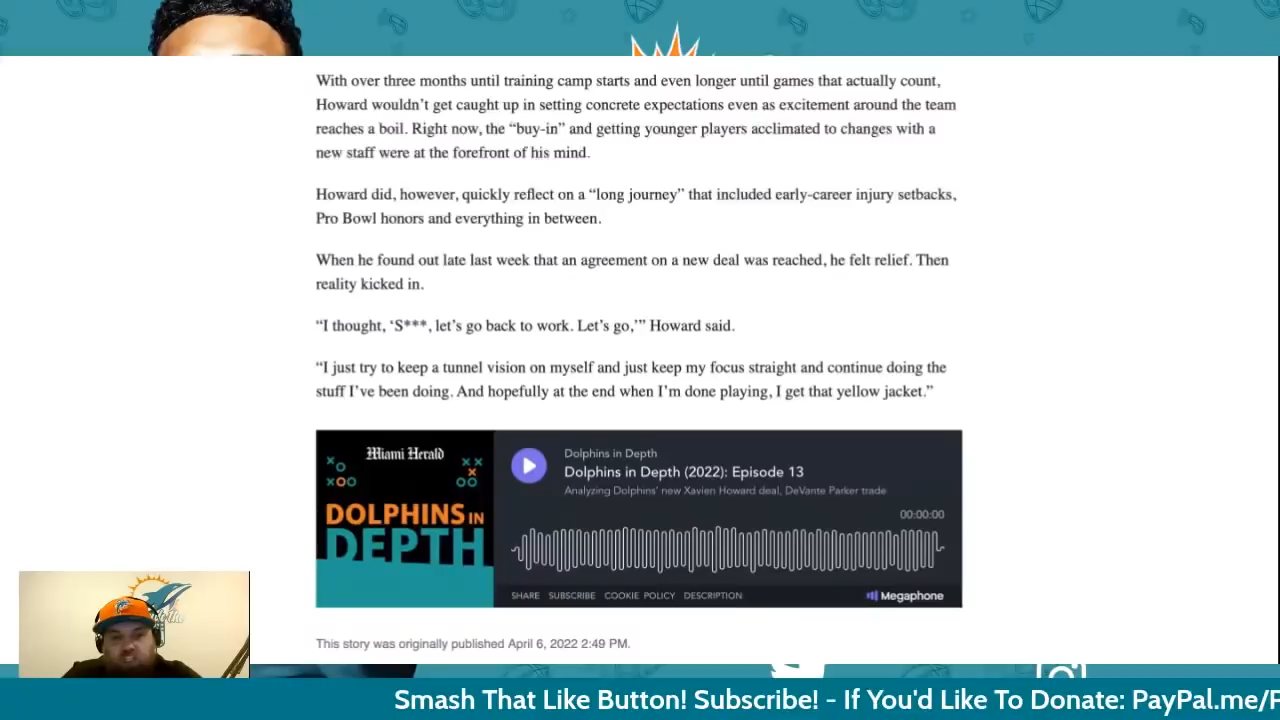 With over three months until training camp starts and even longer until games that actually count,
Howard wouldn’t get caught up in setting concrete expectations even as excitement around the team
reaches a boil. Right now, the “buy-in” and getting younger players acclimated to changes with a
new staff were at the forefront of his mind.
Howard did, however, quickly reflect on a “long journey” that included early-career injury setbacks,
Pro Bowl honors and everything in between.
When he found out late last week that an agreement on a new deal was reached, he felt relief. Then
reality kicked in.
“I thought, ‘S***, let’s go back to work. Let’s go,’” Howard said.
“I just try to keep a tunnel vision on myself and just keep my focus straight and continue doing the
stuff I’ve been doing. And hopefully at the end when I’m done playing, I get that yellow jacket.”
Miami Herald
DOLPHINS IN
DEPTH
Dolphins in Depth
Dolphins in Depth (2022): Episode 13
Analyzing Dolphins' new Xavien Howard deal, DeVante Parker trade
00:00:00
SHARE SUBSCRIBE COOKIE POLICY DESCRIPTION
Megaphone
This story was originally published April 6, 2022 2:49 PM.
Smash That Like Button! Subscribe! - If You'd Like To Donate: PayPal.me/